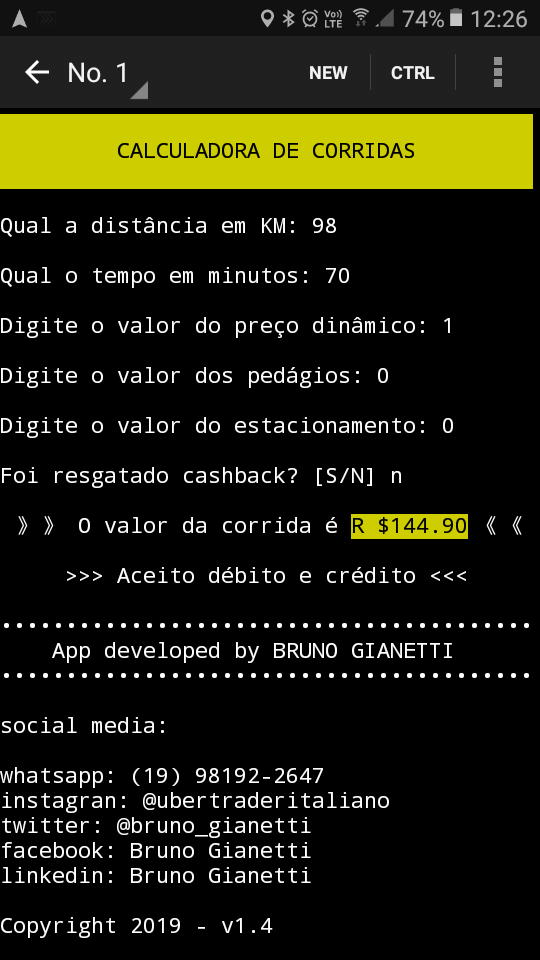 Vo)) LTE 74% 12:26
No. 1 NEW CTRL
CALCULADORA DE CORRIDAS
Qual a distância em KM: 98
Qual o tempo em minutos: 70
Digite o valor do preço dinâmico: 1
Digite o valor dos pedágios: 0
Digite o valor do estacionamento: 0
Foi resgatado cashback? [S/N] n
》》 O valor da corrida é R $144.90 《《
>>> Aceito débito e crédito <<<
App developed by BRUNO GIANETTI
social media:
whatsapp: (19) 98192-2647
instagran: @ubertraderitaliano
twitter: @bruno_gianetti
facebook: Bruno Gianetti
linkedin: Bruno Gianetti
Copyright 2019 - v1.4